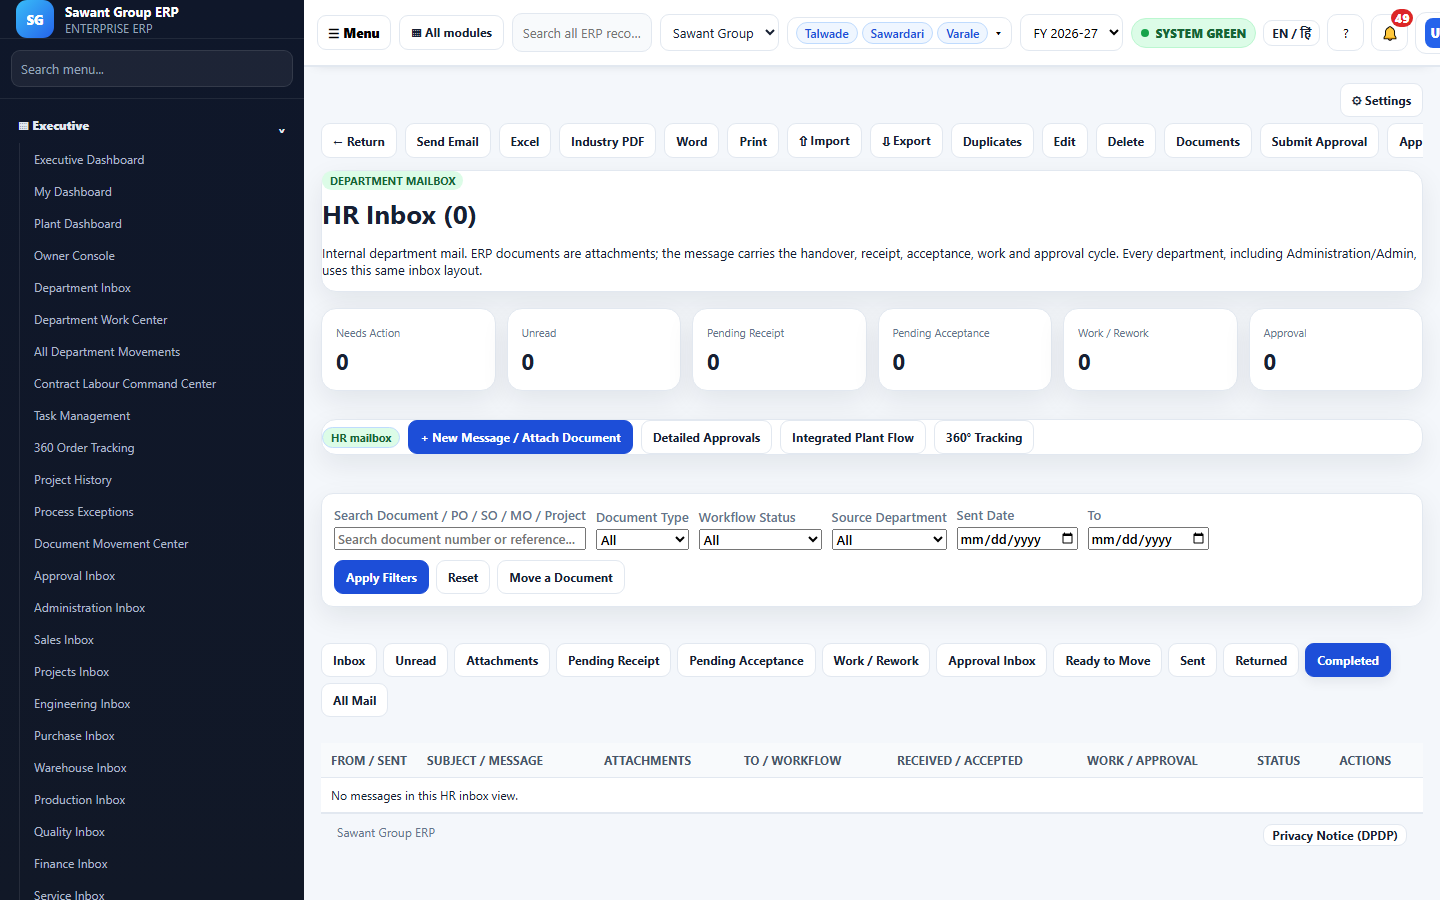 SG
Sawant Group ERP
ENTERPRISE ERP
Search menu...
Executive
Executive Dashboard
My Dashboard
Plant Dashboard
Owner Console
Department Inbox
Department Work Center
All Department Movements
Contract Labour Command Center
Task Management
360 Order Tracking
Project History
Process Exceptions
Document Movement Center
Approval Inbox
Administration Inbox
Sales Inbox
Projects Inbox
Engineering Inbox
Purchase Inbox
Warehouse Inbox
Production Inbox
Quality Inbox
Finance Inbox
Service Inbox
☰ Menu
All modules
Search all ERP reco...
Sawant Group
Talwade Sawardari Varale
FY 2026-27
SYSTEM GREEN
EN / हिं
?
49
U
⚙ Settings
← Return
Send Email
Excel
Industry PDF
Word
Print
⇧ Import
⇩ Export
Duplicates
Edit
Delete
Documents
Submit Approval
App
DEPARTMENT MAILBOX
HR Inbox (0)
Internal department mail. ERP documents are attachments; the message carries the handover, receipt, acceptance, work and approval cycle. Every department, including Administration/Admin,
uses this same inbox layout.
Needs Action
0
Unread
0
Pending Receipt
0
Pending Acceptance
0
Work / Rework
0
Approval
0
HR mailbox
+ New Message / Attach Document
Detailed Approvals
Integrated Plant Flow
360° Tracking
Search Document / PO / SO / MO / Project
Search document number or reference...
Document Type
All
Workflow Status
All
Source Department
All
Sent Date
mm/dd/yyyy
To
mm/dd/yyyy
Apply Filters
Reset
Move a Document
Inbox
Unread
Attachments
Pending Receipt
Pending Acceptance
Work / Rework
Approval Inbox
Ready to Move
Sent
Returned
Completed
All Mail
FROM / SENT SUBJECT / MESSAGE ATTACHMENTS TO / WORKFLOW RECEIVED / ACCEPTED WORK / APPROVAL STATUS ACTIONS
No messages in this HR inbox view.
Sawant Group ERP
Privacy Notice (DPDP)